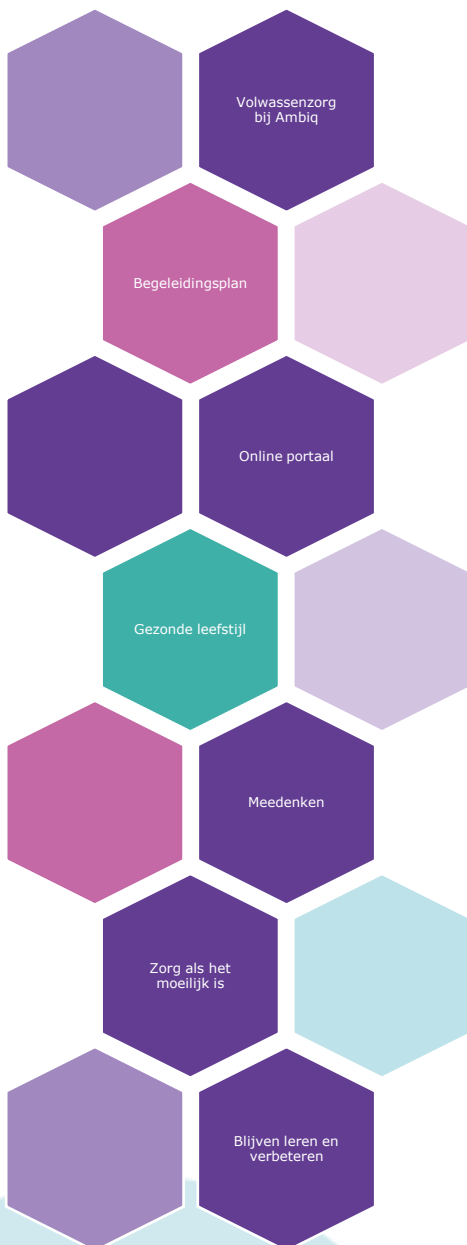 Volwassenzorg
bij Ambiq
Begeleidingsplan
Online portaal
Gezonde leefstijl
Meedenken
Zorg als het
moeilijk is
Blijven leren en
verbeteren